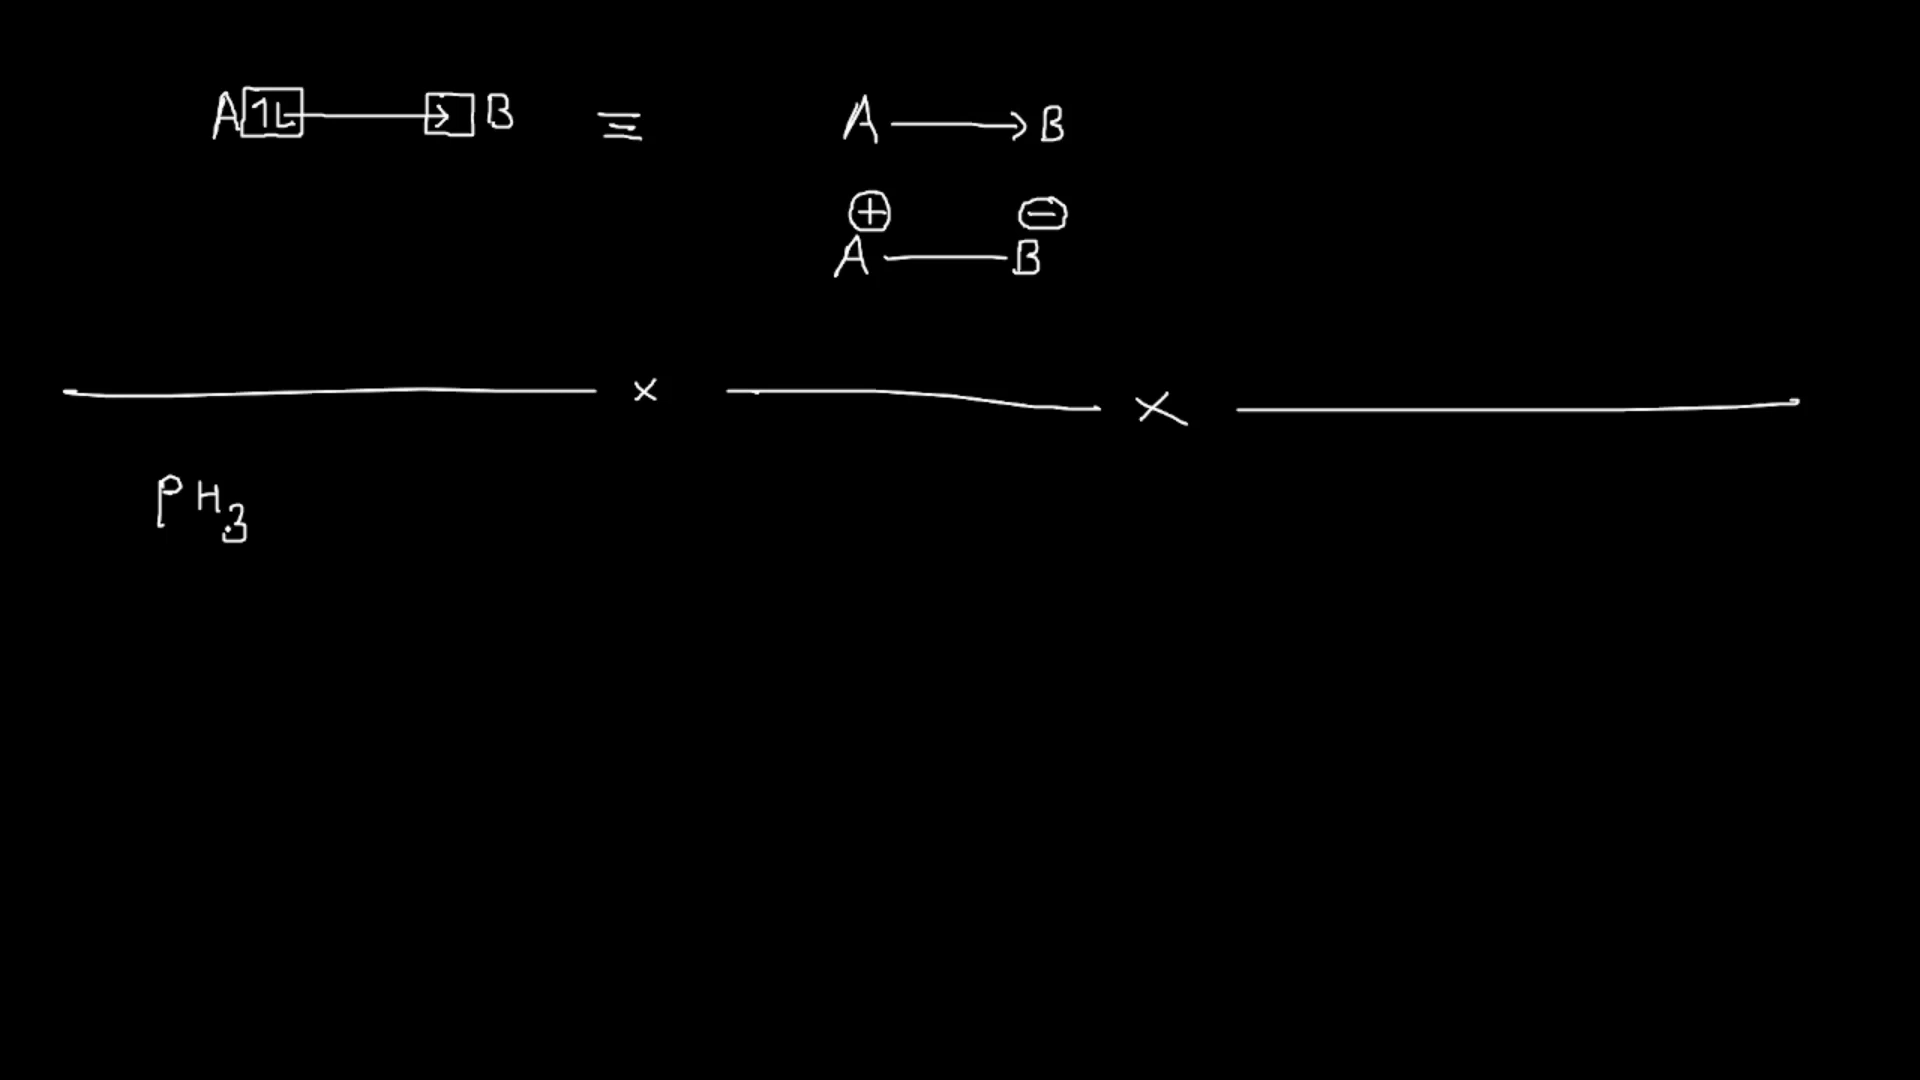 A 1L → B ≡ A → B
⊕ ⊖
A — B
x x
PH3